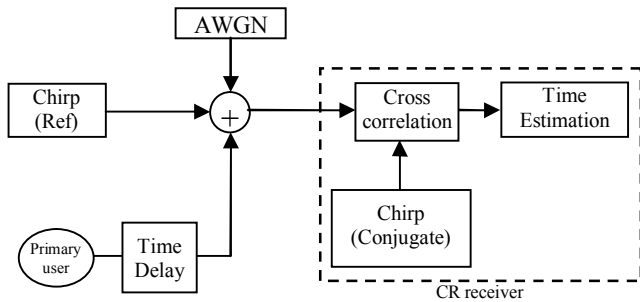 AWGN
Chirp
(Ref)
+
Cross
correlation
Time
Estimation
Chirp
(Conjugate)
Primary
user
Time
Delay
CR receiver